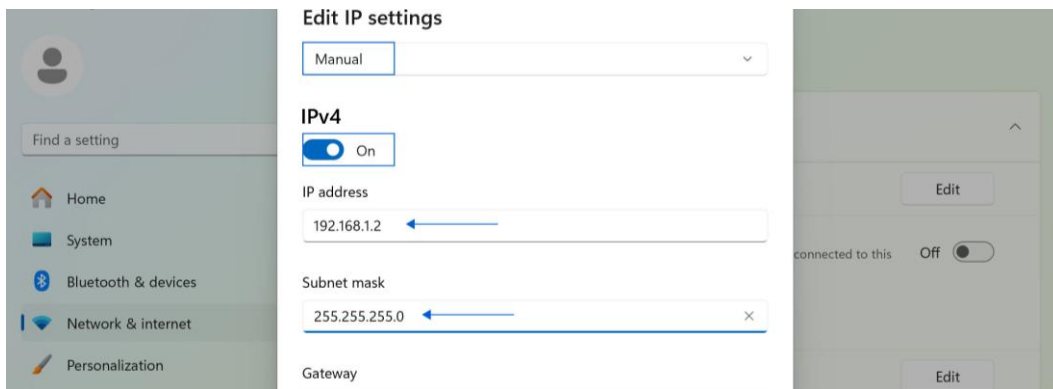 Edit IP settings
Manual
IPv4
On
IP address
192.168.1.2
Subnet mask
255.255.255.0
Gateway
Find a setting
Home
System
Bluetooth & devices
Network & internet
Personalization
Edit
connected to this
Off
Edit